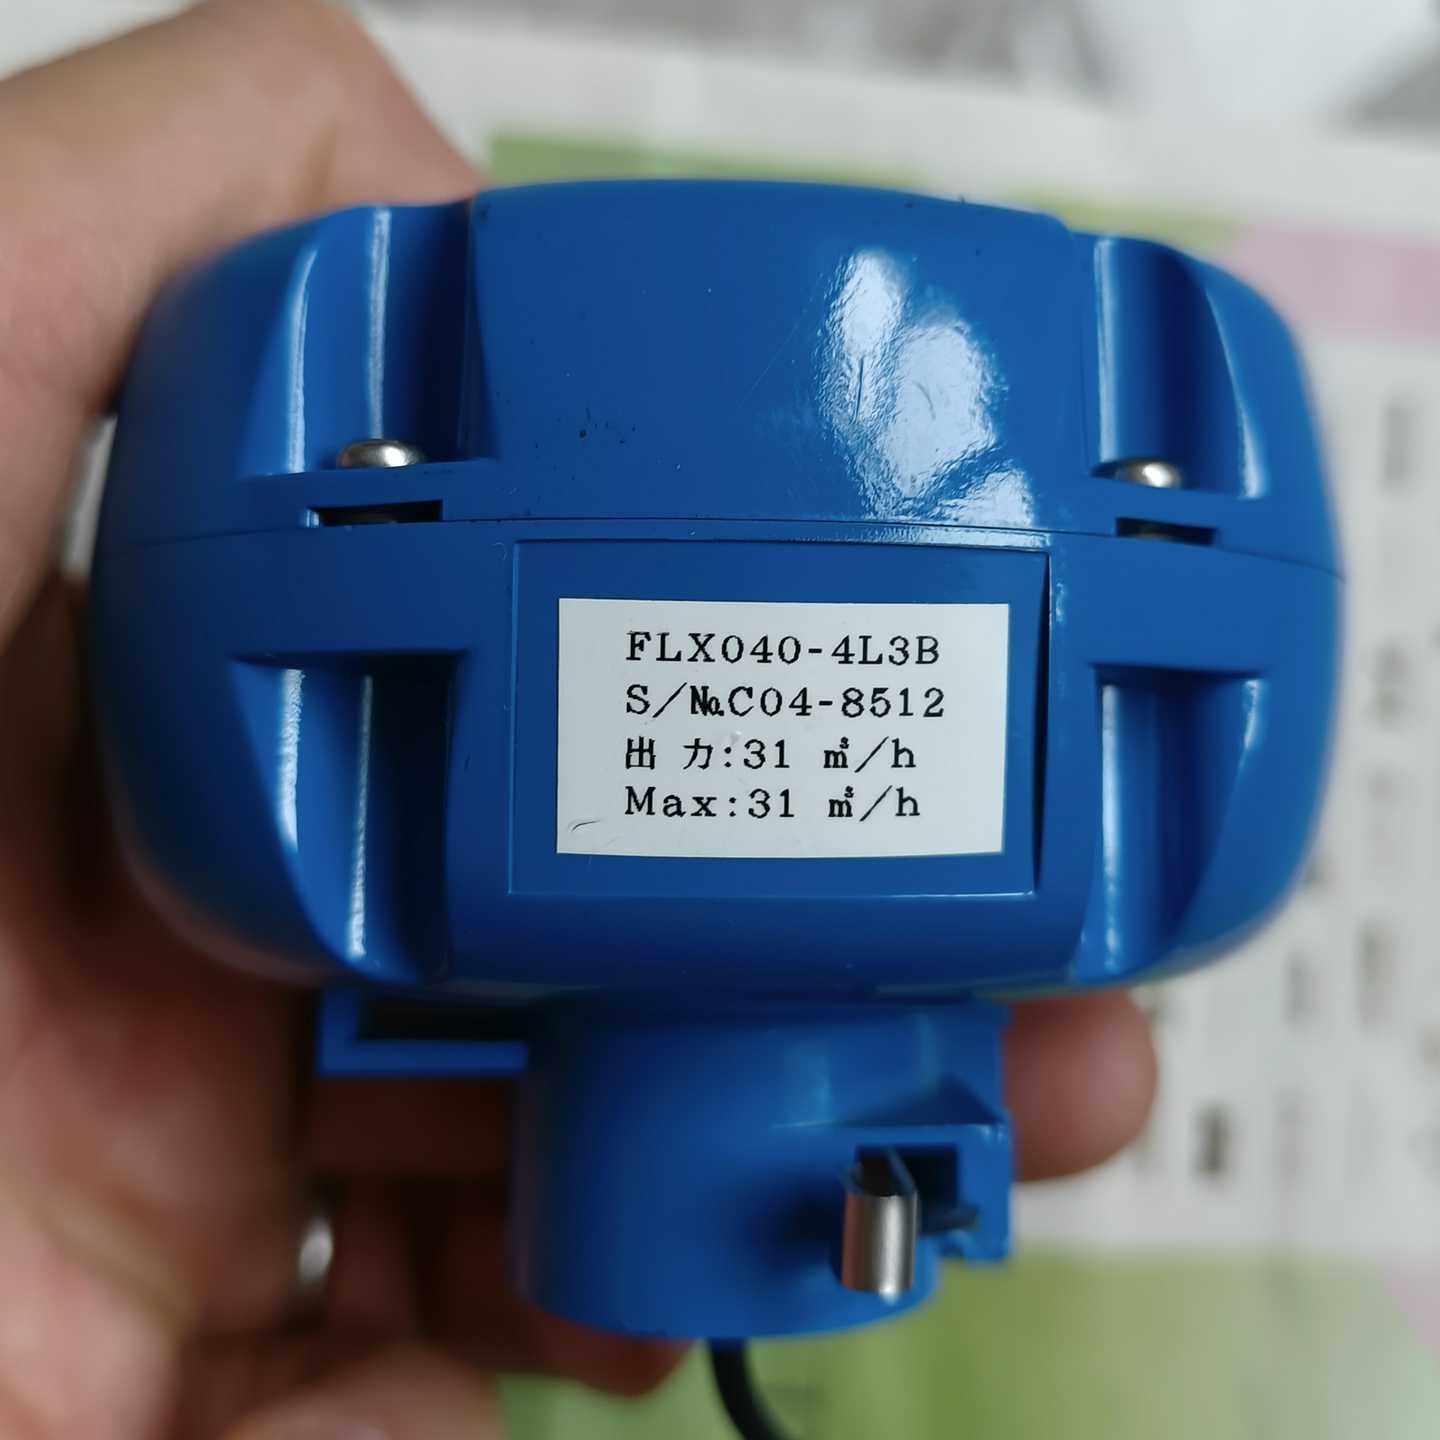 FLX040-4L3B
S/№C04-8512
出 力:31 ㎥/h
Max:31 ㎥/h